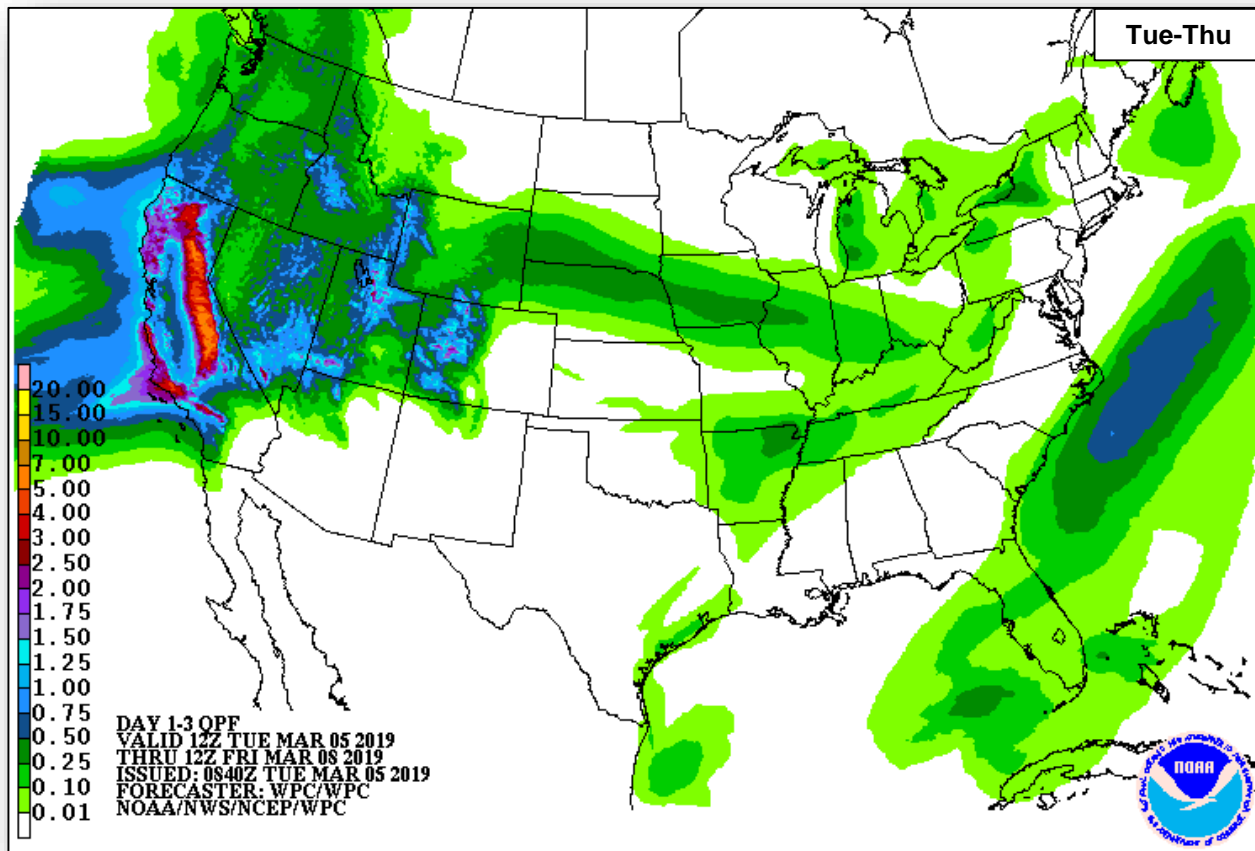 Tue-Thu
20.00
15.00
10.00
7.00
5.00
4.00
3.00
2.50
2.00
1.75
1.50
1.25
1.00
0.75
0.50
0.25
0.10
0.01
DAY 1-3 QPF
VALID 12Z TUE MAR 05 2019
THRU 12Z FRI MAR 08 2019
ISSUED: 0840Z TUE MAR 05 2019
FORECASTER: WPC/WPC
NOAA/NWS/NCEP/WPC
NOAA